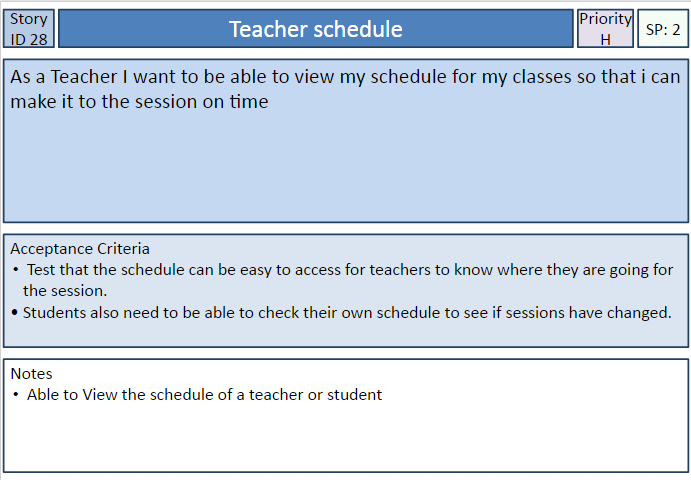 Story
ID 28
Teacher schedule
Priority
H
SP: 2
As a Teacher I want to be able to view my schedule for my classes so that i can
make it to the session on time
Acceptance Criteria
• Test that the schedule can be easy to access for teachers to know where they are going for
the session.
• Students also need to be able to check their own schedule to see if sessions have changed.
Notes
• Able to View the schedule of a teacher or student